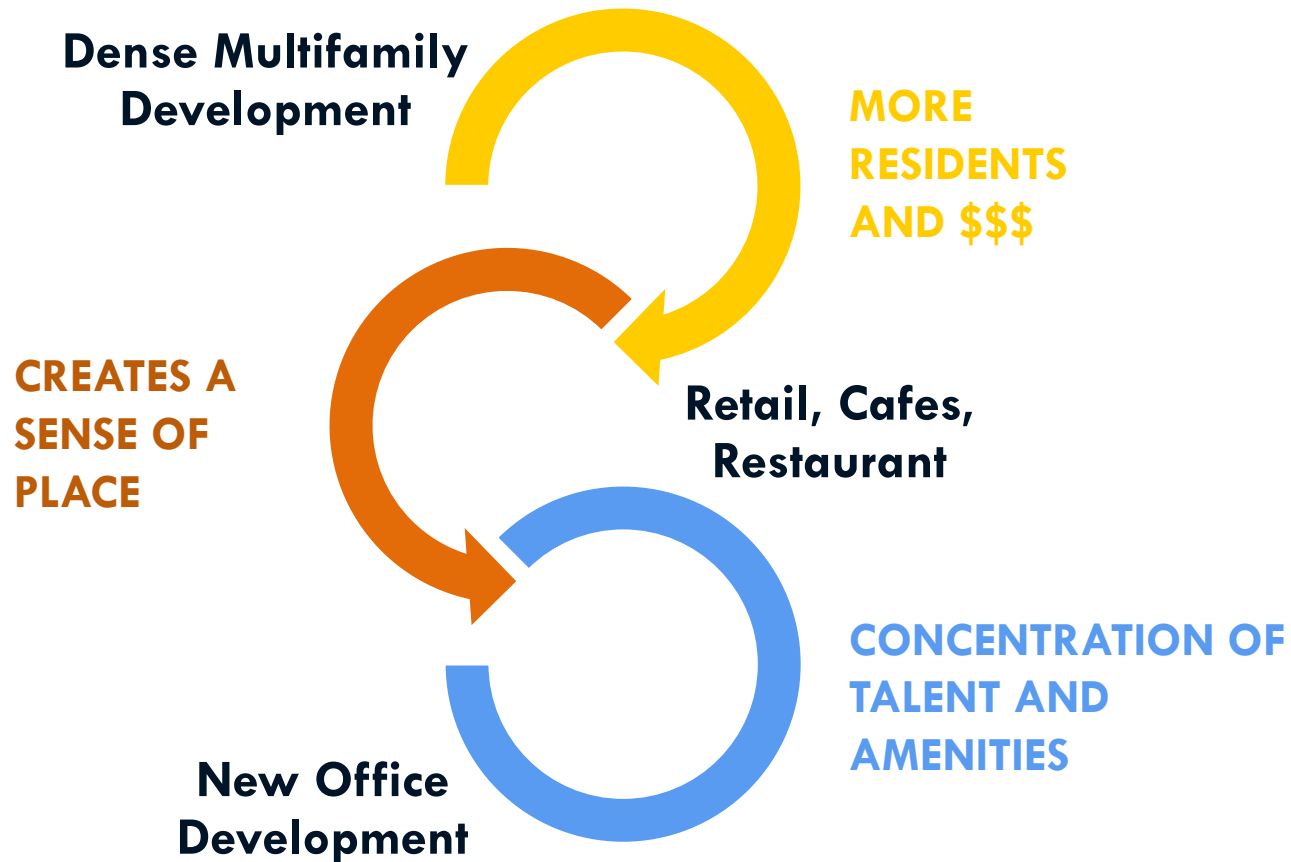 Dense Multifamily
Development
MORE
RESIDENTS
AND $$$
CREATES A
SENSE OF
PLACE
Retail, Cafes,
Restaurant
CONCENTRATION OF
TALENT AND
AMENITIES
New Office
Development